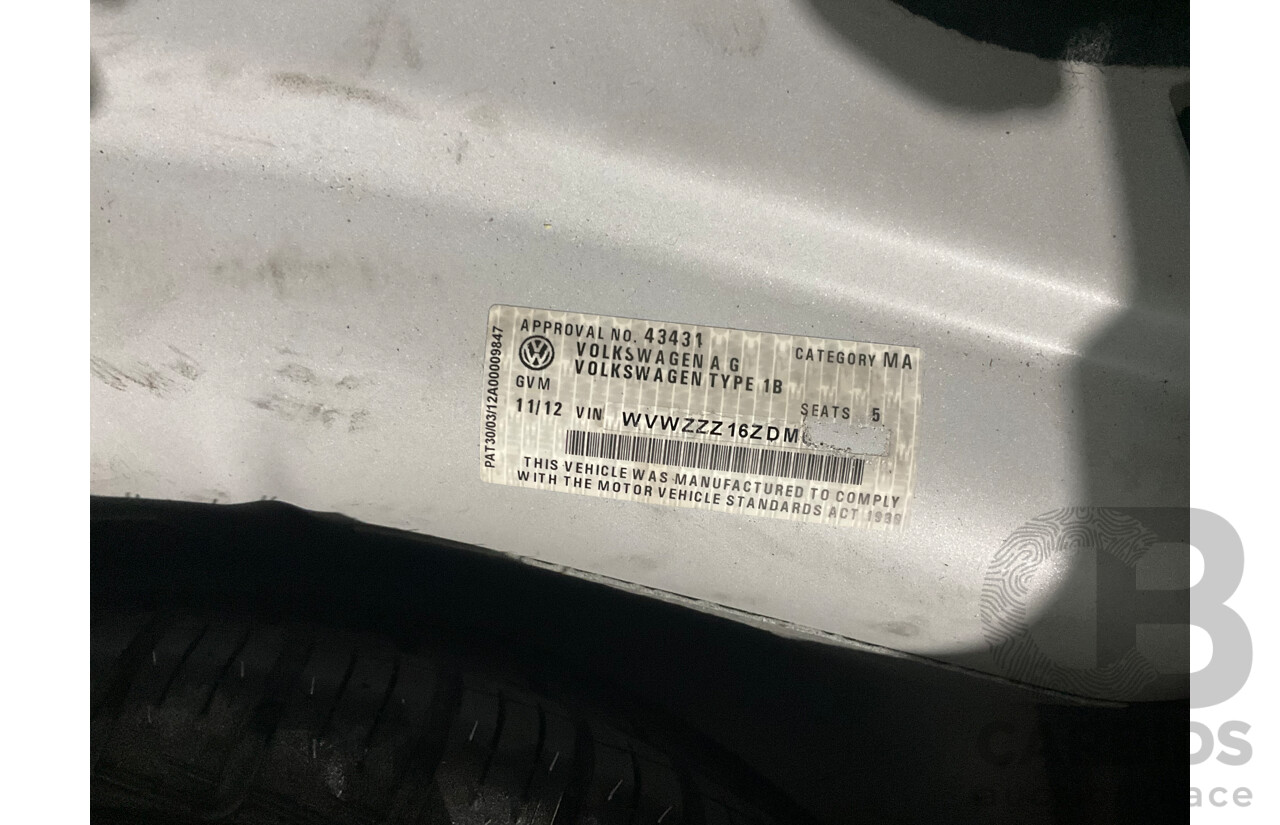 APPROVAL NO. 43431
CATEGORY MA
VOLKSWAGEN A G
VOLKSWAGEN TYPE 1B
GVM
SEATS 5
11/12 VIN WVWZZZ16ZDM
THIS VEHICLE WAS MANUFACTURED TO COMPLY
WITH THE MOTOR VEHICLE STANDARDS ACT
PAT30/03/12A00009847